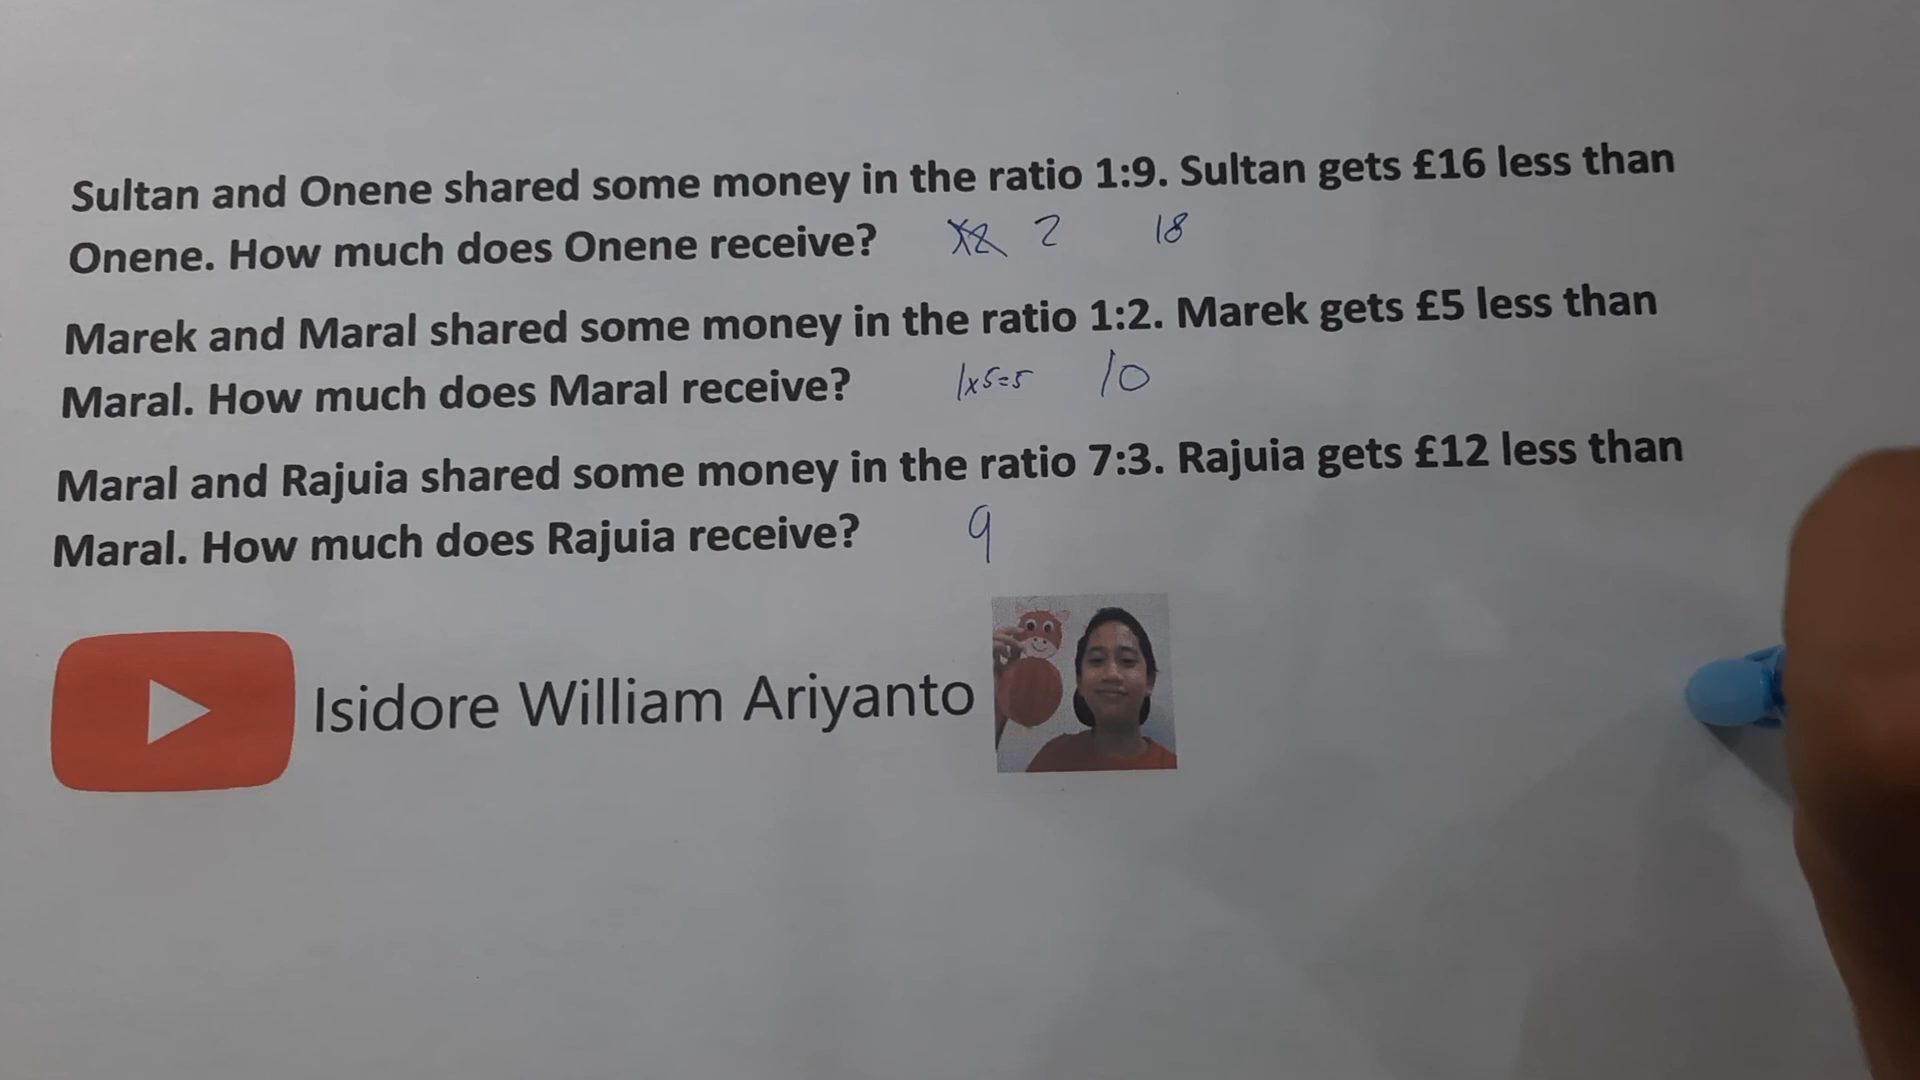 Sultan and Onene shared some money in the ratio 1:9. Sultan gets £16 less than
Onene. How much does Onene receive? 2 18
Marek and Maral shared some money in the ratio 1:2. Marek gets £5 less than
Maral. How much does Maral receive? 1x5=5 10
Maral and Rajuia shared some money in the ratio 7:3. Rajuia gets £12 less than
Maral. How much does Rajuia receive? 9
Isidore William Ariyanto